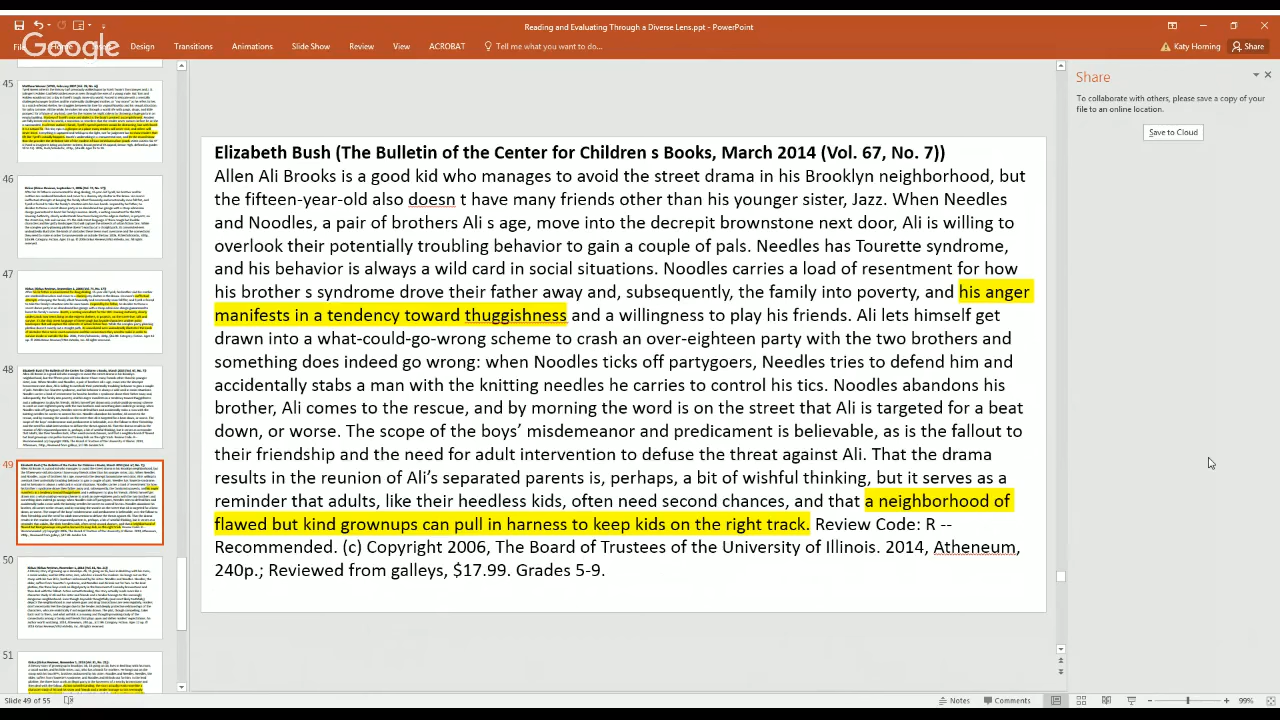 Reading and Evaluating Through a Diverse Lens.ppt - PowerPoint
Google
Design Transitions Animations Slide Show Review View ACROBAT Tell me what you want to do... Katy Horning Share
45
46
47
48
49
50
51
Elizabeth Bush (The Bulletin of the Center for Children s Books, March 2014 (Vol. 67, No. 7))
Allen Ali Brooks is a good kid who manages to avoid the street drama in his Brooklyn neighborhood, but
the fifteen-year-old also doesn t have many friends other than his younger sister, Jazz. When Needles
and Noodles, a pair of brothers his age, move into the decrepit brownstone next door, Ali is willing to
overlook their potentially troubling behavior to gain a couple of pals. Needles has Tourette syndrome,
and his behavior is always a wild card in social situations. Noodles carries a load of resentment for how
his brother s syndrome drove their father away and, subsequently, the family into poverty, and his anger
manifests in a tendency toward thuggishness and a willingness to play his friends. Ali lets himself get
drawn into a what-could-go-wrong scheme to crash an over-eighteen party with the two brothers and
something does indeed go wrong: when Noodles ticks off partygoers, Needles tries to defend him and
accidentally stabs a man with the knitting needles he carries to control his tics. Noodles abandons his
brother, Ali comes to the rescue, and by morning the word is on the street that Ali is targeted for a beat
down, or worse. The scope of the boys' misdemeanor and predicament is believable, as is the fallout to
their friendship and the need for adult intervention to defuse the threat against Ali. That the drama
results in the reunion of Ali's separated parents is, perhaps, a bit of wishful thinking, but it serves as a
reminder that adults, like their feckless kids, often need second chances, and that a neighborhood of
flawed but kind grownups can pull in harness to keep kids on the right track. Review Code: R --
Recommended. (c) Copyright 2006, The Board of Trustees of the University of Illinois. 2014, Atheneum,
240p.; Reviewed from galleys, $17.99. Grades 5-9.
Share
To collaborate with others, please save a copy of your
file to an online location.
Save to Cloud
Slide 49 of 55 Notes Comments 99%